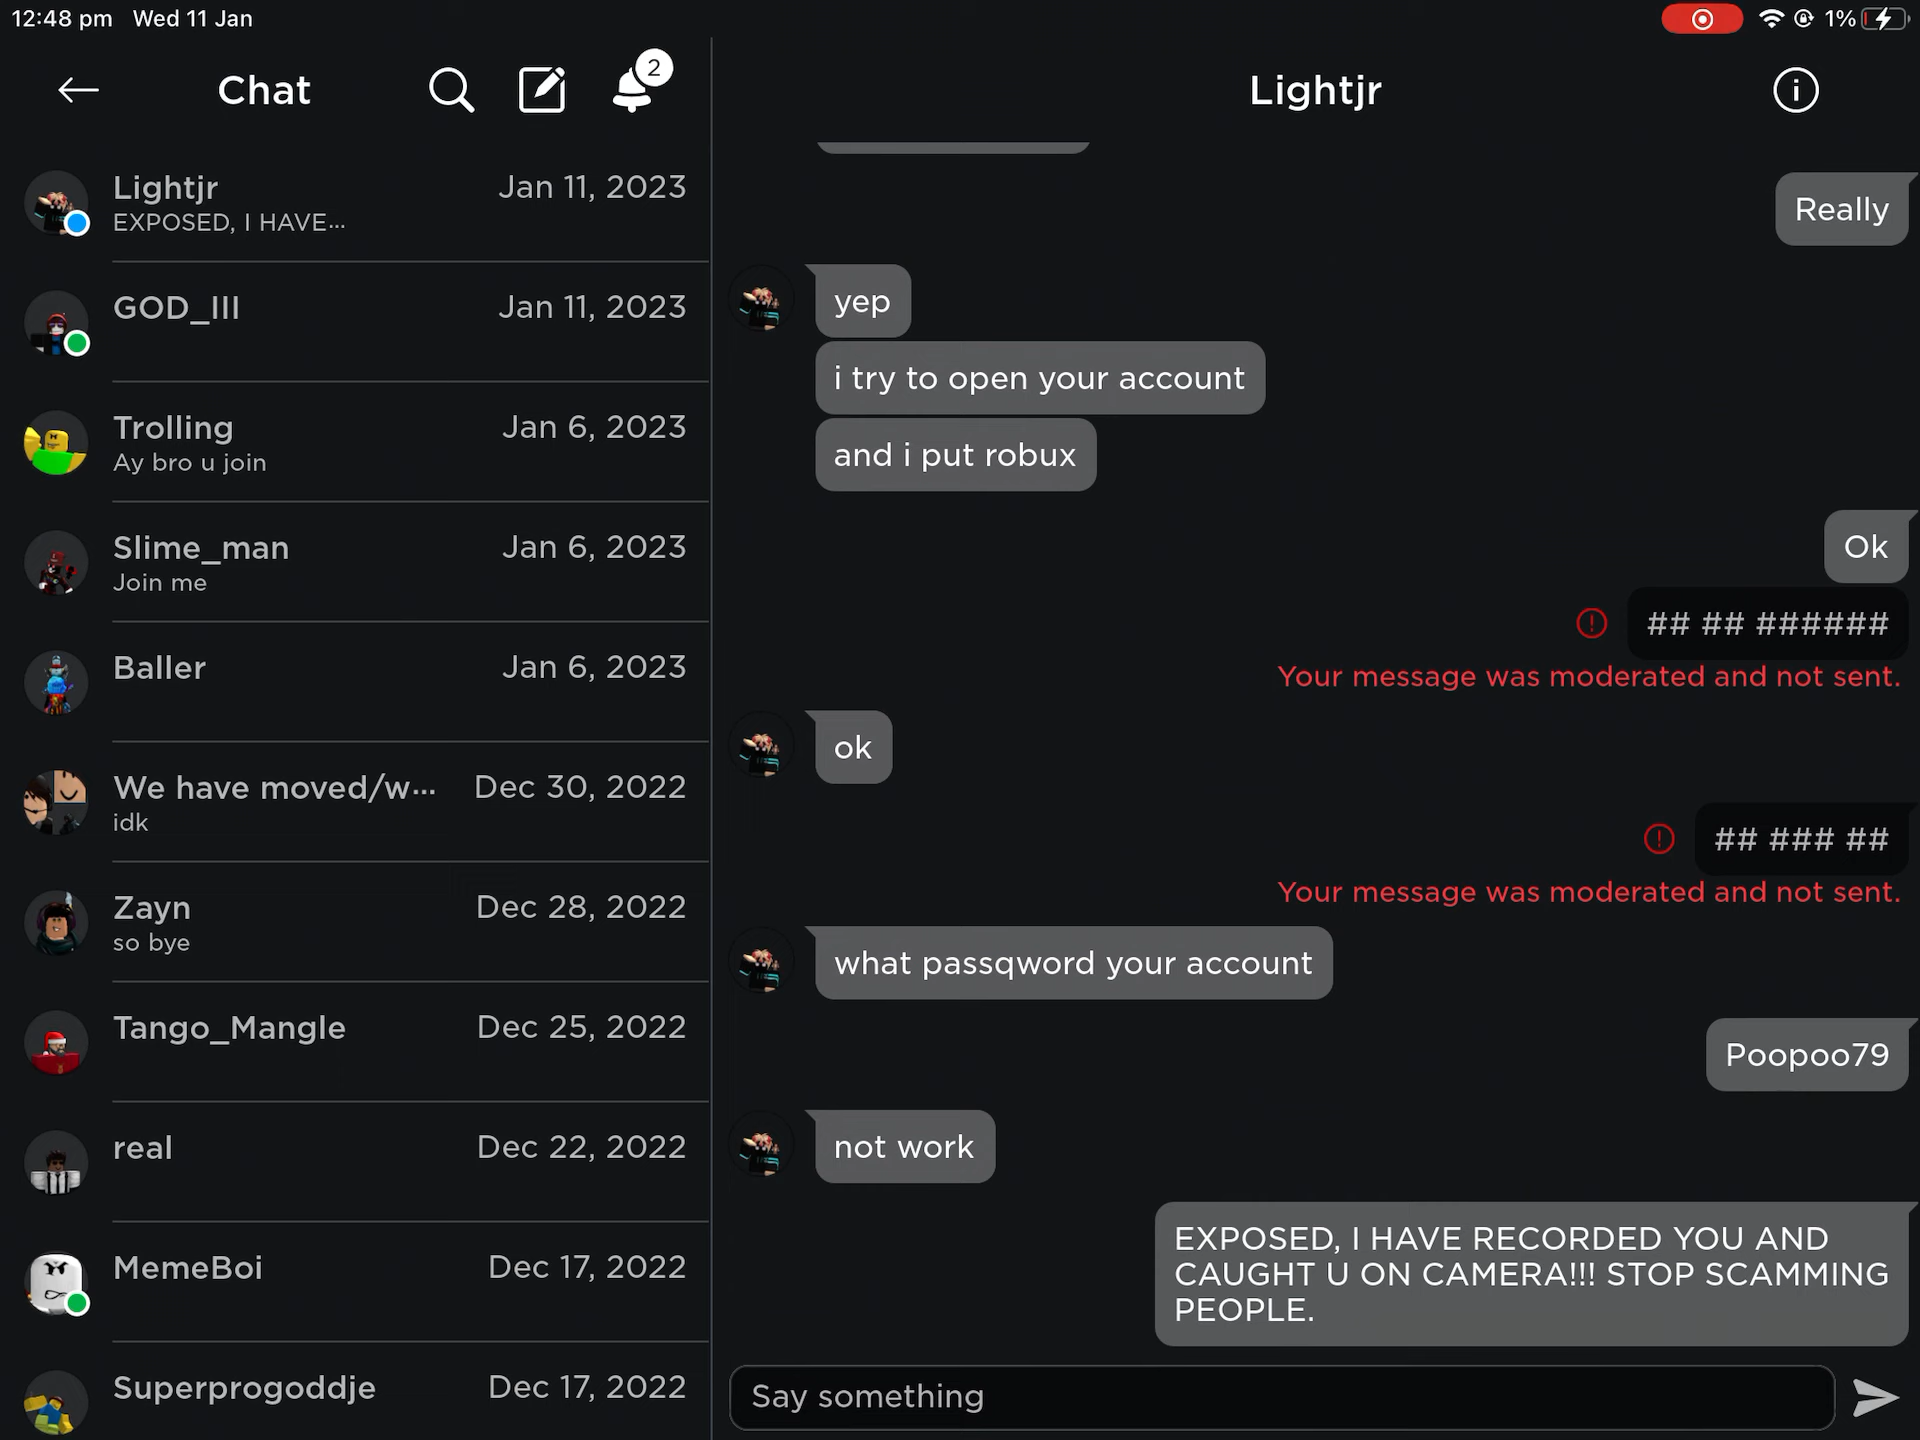 12:48 pm Wed 11 Jan
1%
Chat
2
Lightjr
Jan 11, 2023
EXPOSED, I HAVE...
GOD_III
Jan 11, 2023
Trolling
Jan 6, 2023
Ay bro u join
Slime_man
Jan 6, 2023
Join me
Baller
Jan 6, 2023
We have moved/w...
Dec 30, 2022
idk
Zayn
Dec 28, 2022
so bye
Tango_Mangle
Dec 25, 2022
real
Dec 22, 2022
MemeBoi
Dec 17, 2022
Superprogoddje
Dec 17, 2022
Lightjr
Really
yep
i try to open your account
and i put robux
Ok
## ## ######
Your message was moderated and not sent.
ok
## ### ##
Your message was moderated and not sent.
what passqword your account
Poopoo79
not work
EXPOSED, I HAVE RECORDED YOU AND
CAUGHT U ON CAMERA!!! STOP SCAMMING
PEOPLE.
Say something